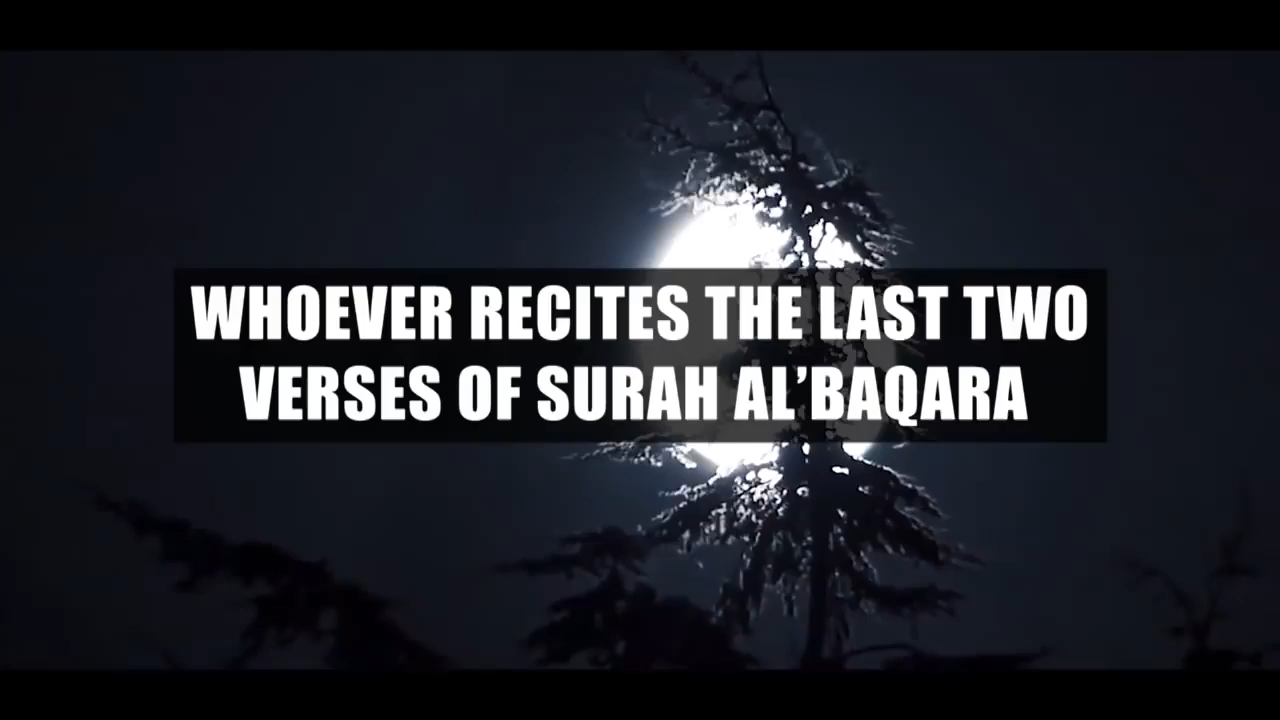 WHOEVER RECITES THE LAST TWO
VERSES OF SURAH AL’BAQARA